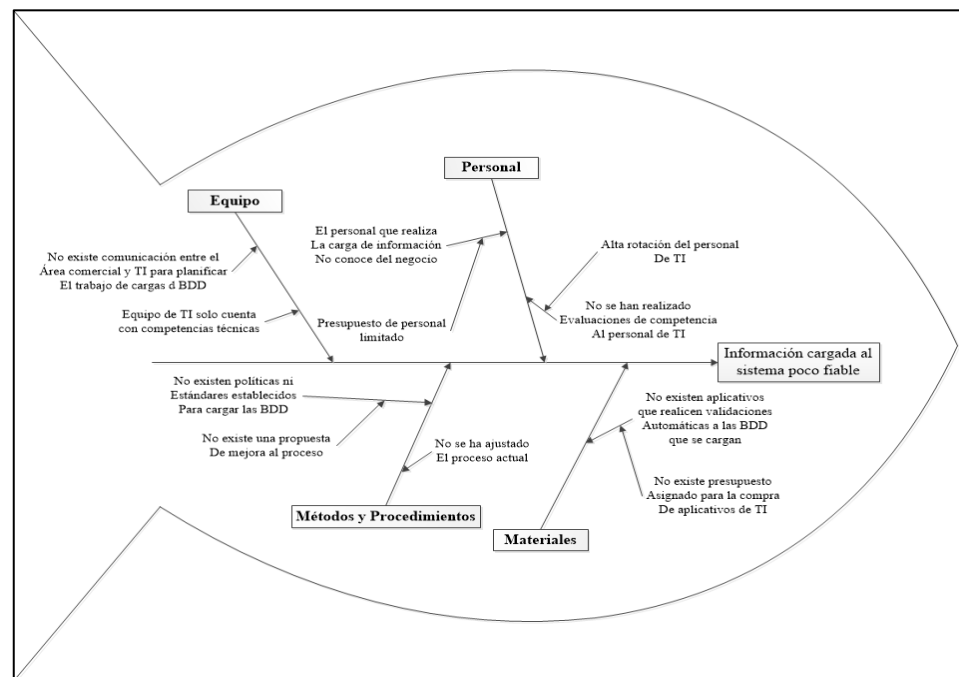 Personal
Equipo
El personal que realiza
La carga de información
No conoce del negocio
Alta rotación del personal
De TI
No existe comunicación entre el
Área comercial y TI para planificar
El trabajo de cargas d BDD
Equipo de TI solo cuenta
con competencias técnicas
Presupuesto de personal
limitado
No se han realizado
Evaluaciones de competencia
Al personal de TI
Información cargada al
sistema poco fiable
No existen políticas ni
Estándares establecidos
Para cargar las BDD
No existe una propuesta
De mejora al proceso
No se ha ajustado
El proceso actual
No existen aplicativos
que realicen validaciones
Automáticas a las BDD
que se cargan
No existe presupuesto
Asignado para la compra
De aplicativos de TI
Métodos y Procedimientos
Materiales